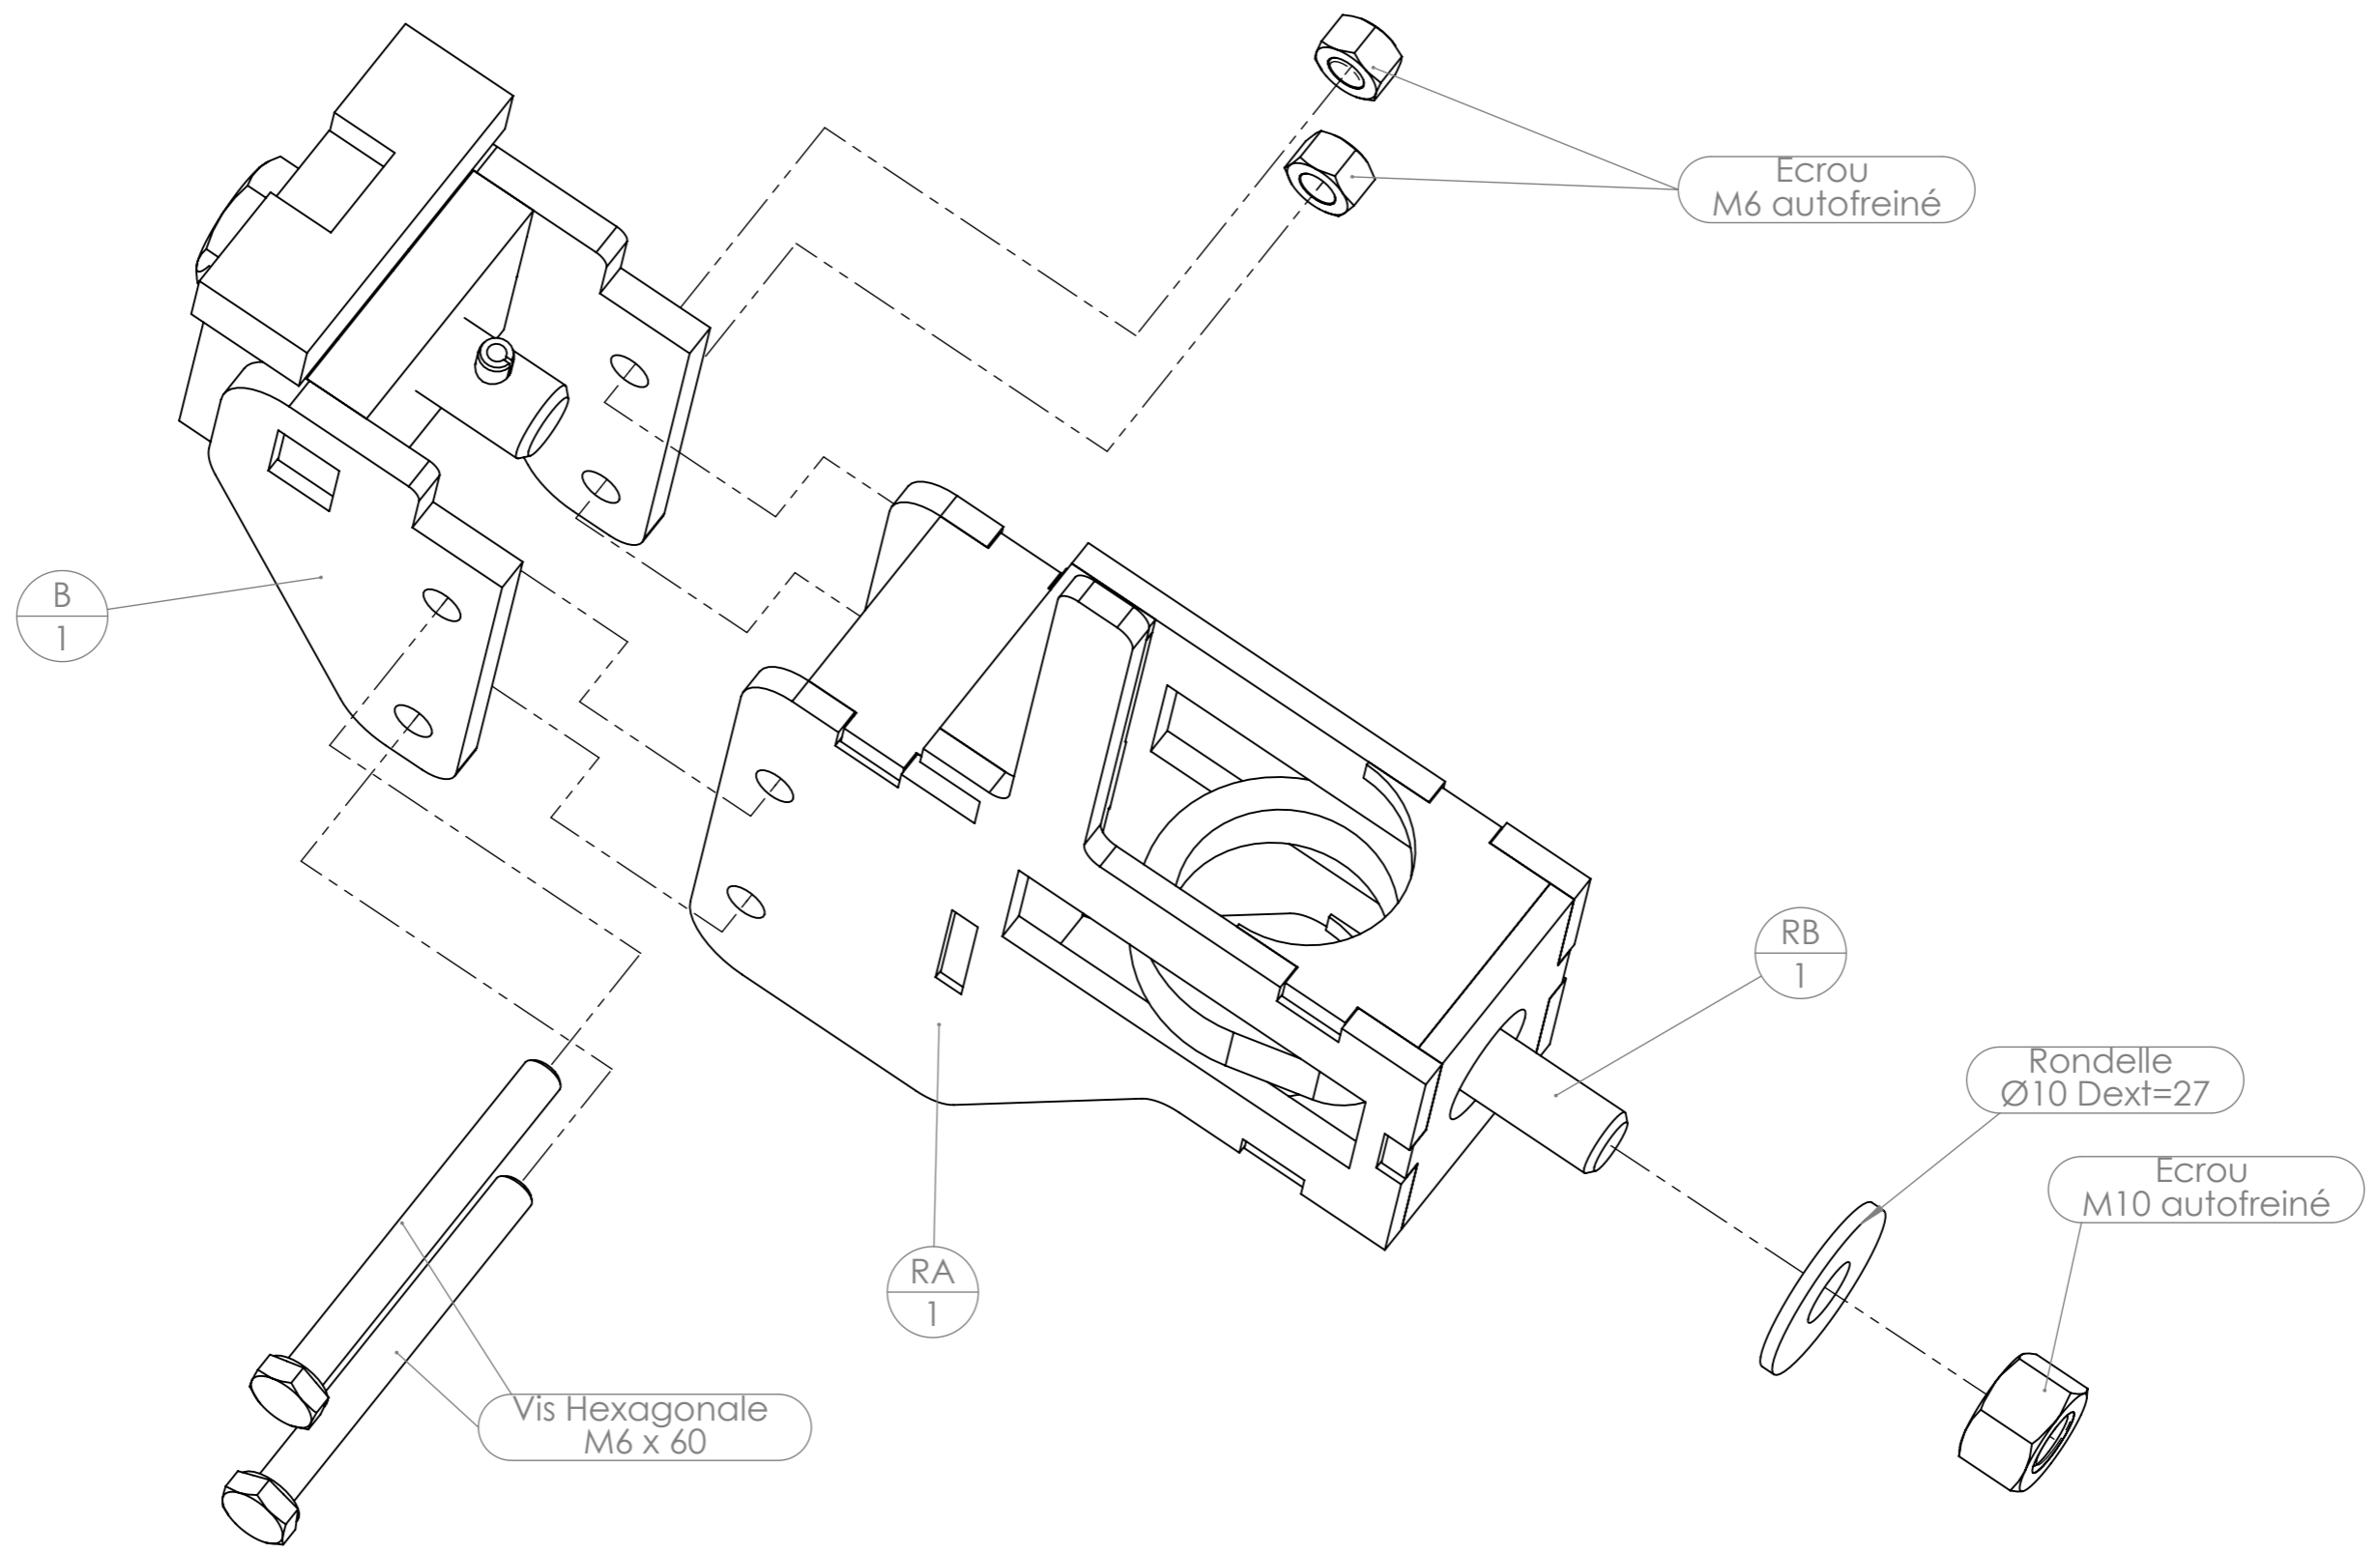 Ecrou
M6 autofreiné
B
1
RB
1
Rondelle
Ø10 Dext=27
Ecrou
M10 autofreiné
RA
1
Vis Hexagonale
M6 x 60